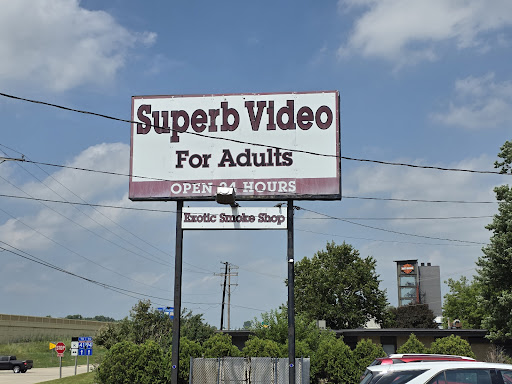 Superb Video
For Adults
OPEN 24 HOURS
Exotic Smoke Shop